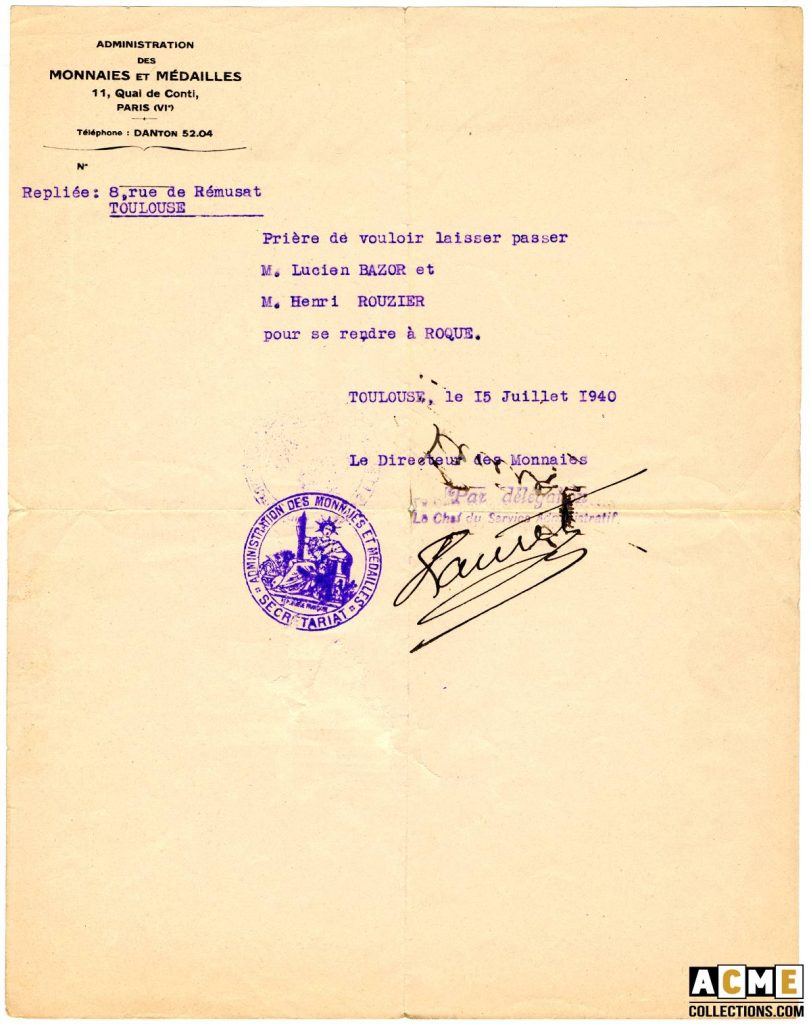 ADMINISTRATION
DES
MONNAIES ET MÉDAILLES
11, Quai de Conti,
PARIS (VIᵉ)
Téléphone : DANTON 52.04
N°
Repliée: 8,rue de Rémusat
TOULOUSE
Prière de vouloir laisser passer
M. Lucien BAZOR et
M. Henri ROUZIER
pour se rendre à ROQUE.
TOULOUSE, le I5 Juillet I940
Le Directeur des Monnaies
Par délégation
Le Chef du Service Administratif
ADMINISTRATION DES MONNAIES ET MEDAILLES
SECRÉTARIAT
ACME
COLLECTIONS.COM